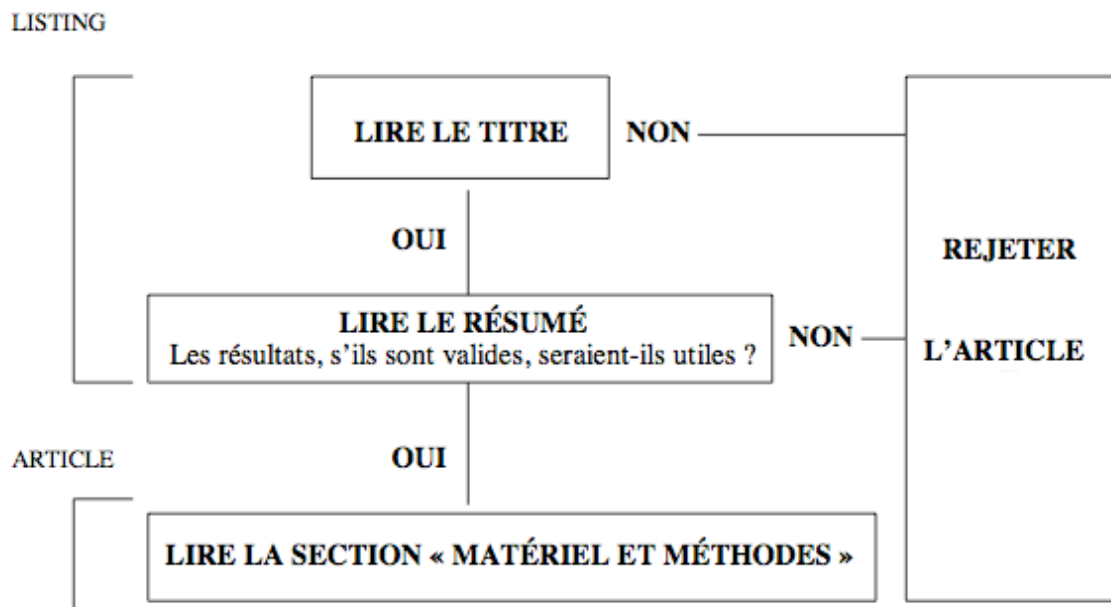 LISTING
LIRE LE TITRE
NON
OUI
REJETER
LIRE LE RÉSUMÉ
Les résultats, s’ils sont valides, seraient-ils utiles ?
NON
L’ARTICLE
OUI
ARTICLE
LIRE LA SECTION « MATÉRIEL ET MÉTHODES »